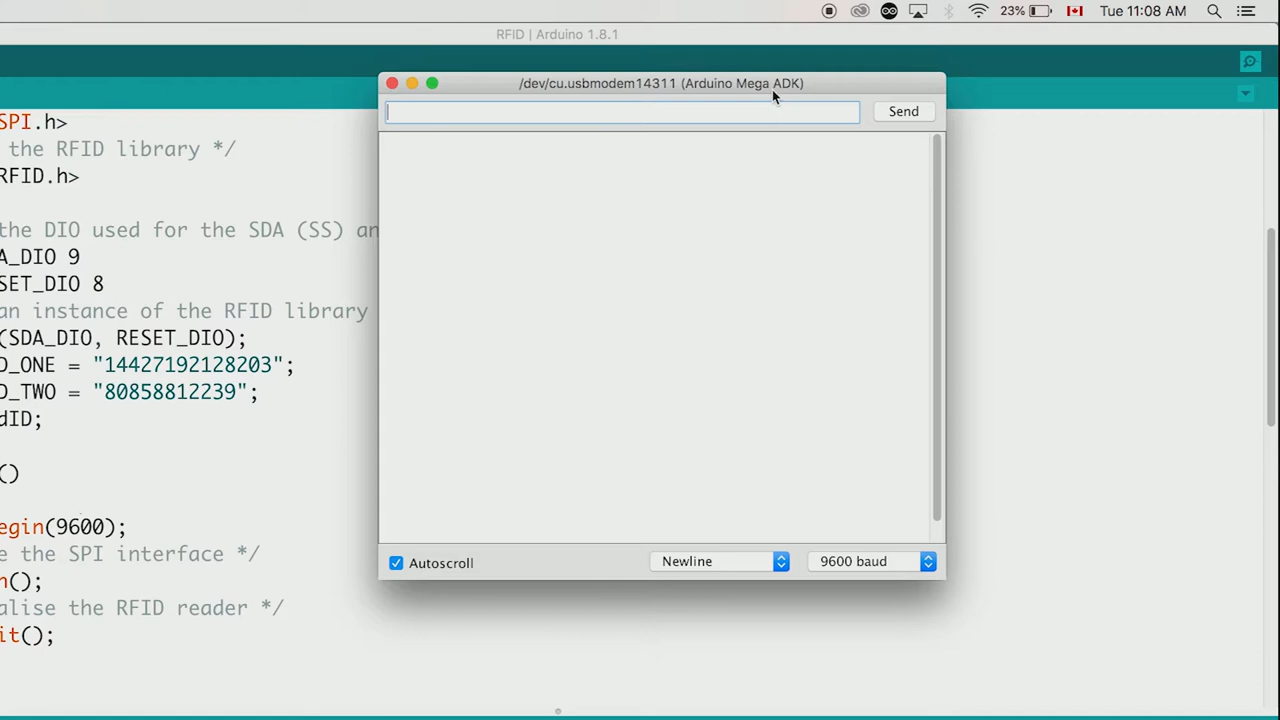 23% Tue 11:08 AM
RFID | Arduino 1.8.1
/dev/cu.usbmodem14311 (Arduino Mega ADK)
Send
SPI.h>
the RFID library */
RFID.h>
the DIO used for the SDA (SS) an
A_DIO 9
SET_DIO 8
an instance of the RFID library
(SDA_DIO, RESET_DIO);
D_ONE = "14427192128203";
D_TWO = "80858812239";
dID;
()
egin(9600);
e the SPI interface */
n();
alise the RFID reader */
it();
Autoscroll
Newline
9600 baud